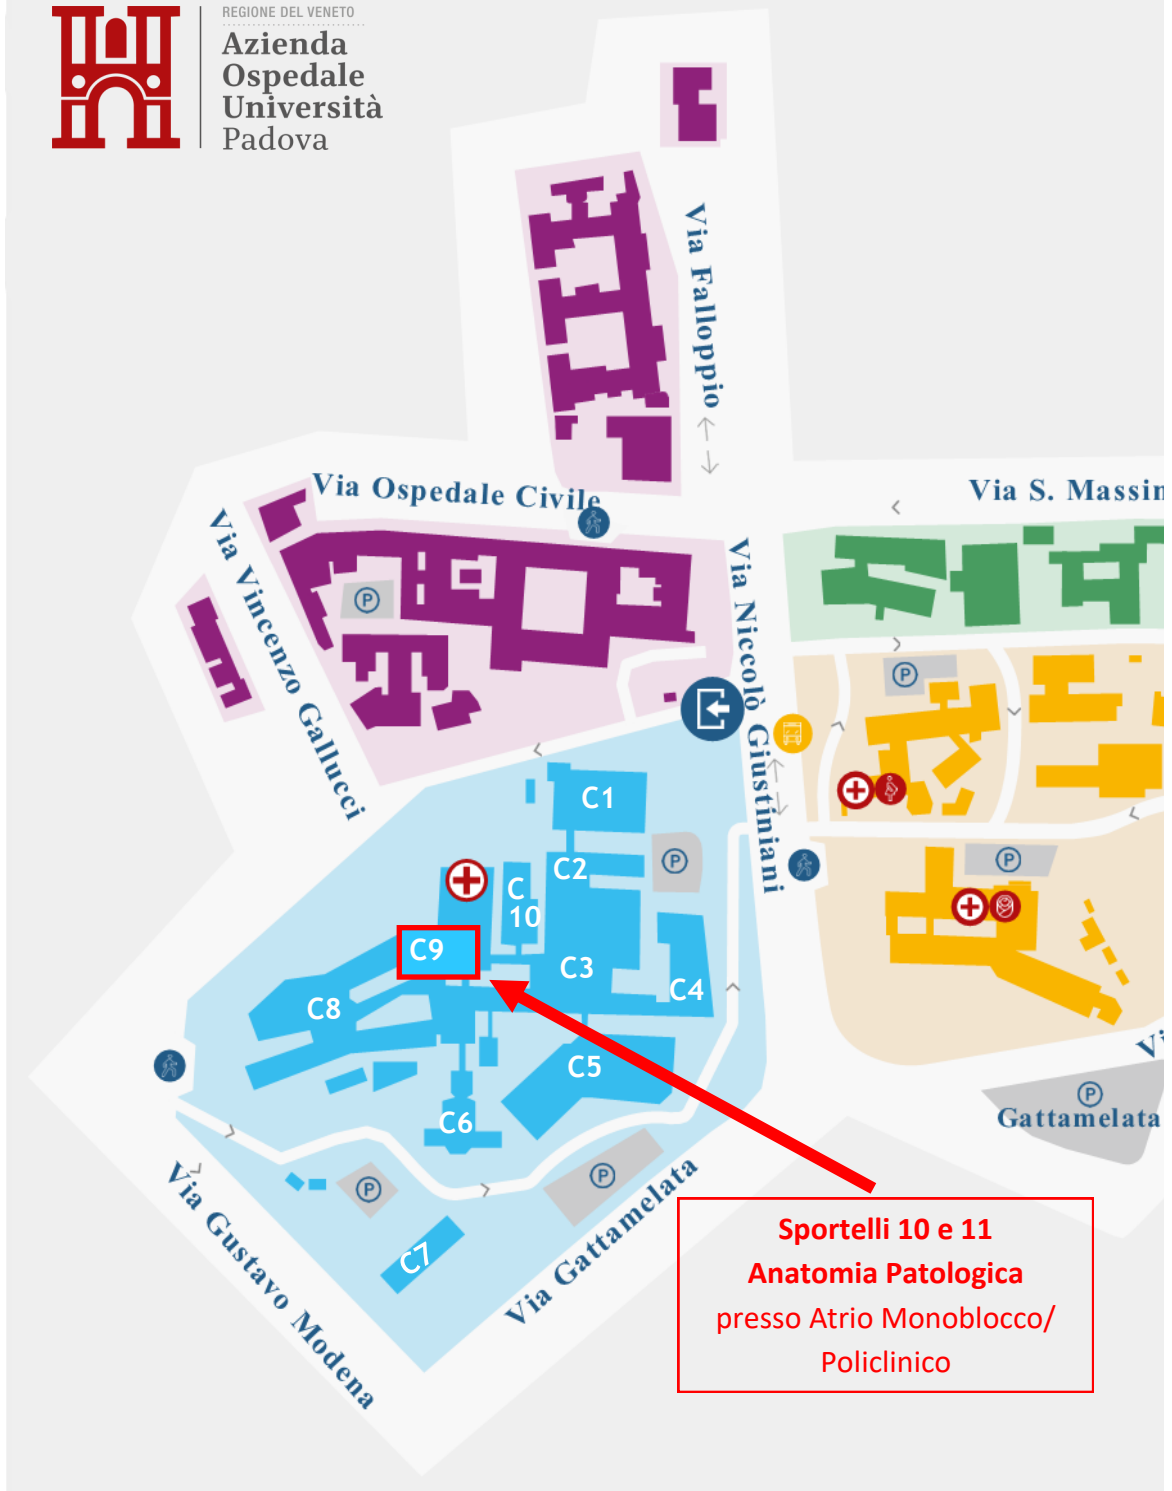 REGIONE DEL VENETO
Azienda
Ospedale
Università
Padova
Via Falloppio
Via Ospedale Civile
Via S. Massim
Via Vincenzo Gallucci
Via Niccolò Giustiniani
P
P
C1
C2
P
P
C
10
C9
C3
C4
C8
C5
C6
Vi
P
Gattamelata
P
P
C7
Via Gattamelata
Via Gustavo Modena
Sportelli 10 e 11
Anatomia Patologica
presso Atrio Monoblocco/
Policlinico